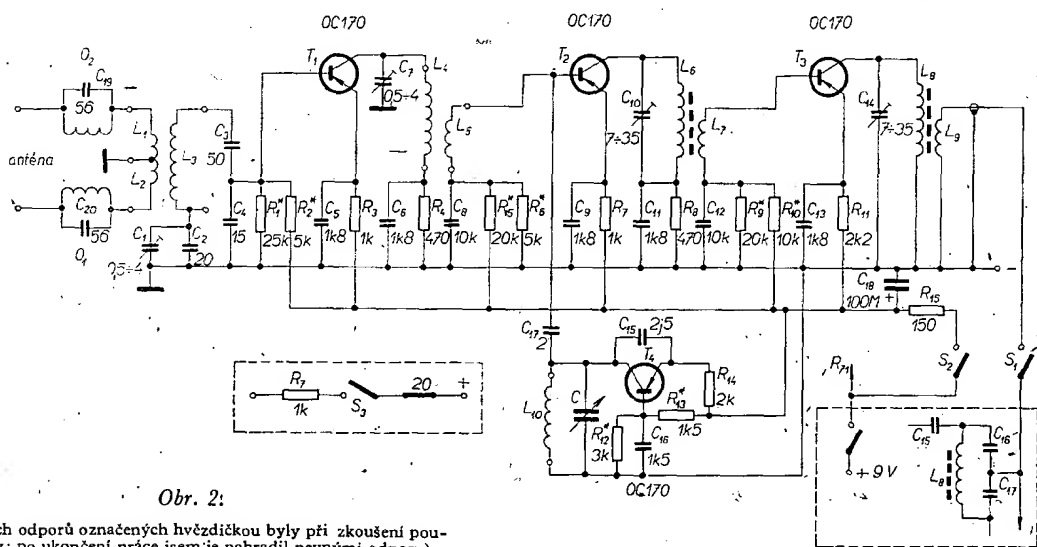 OC170
OC170
OC170
O2
C19
56
T1
C7
0,5÷4
L4
T2
C10
7÷35
L6
T3
C14
7÷35
L8
L1
L2
L3
C3
50
L5
L7
L9
anténa
C20
56
O1
C1
0,5÷4
C2
20
C4
15
R1*
25k
R2*
5k
C5
1k8
R3
1k
C6
1k8
R4
470
C8
10k
R15*
20k
R6*
5k
C9
1k8
R7
1k
C11
1k8
R8
470
C12
10k
R9*
20k
R10*
10k
C13
1k8
R11
2k2
C18
100M +
R15
150
C17
2
C15
2j5
T4
R14
2k
S2
S1
R71
R7
1k
S3
20
+
L10
C
R12*
3k
R13*
1k5
C16
1k5
OC170
+9V
C15
C16
L8
C17
Obr. 2:
ch odporů označených hvězdičkou byly při zkoušení pou-